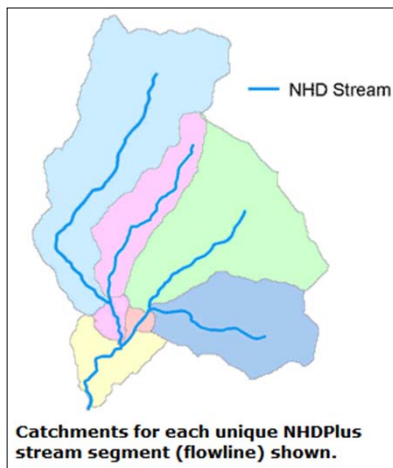 NHD Stream
Catchments for each unique NHDPlus
stream segment (flowline) shown.